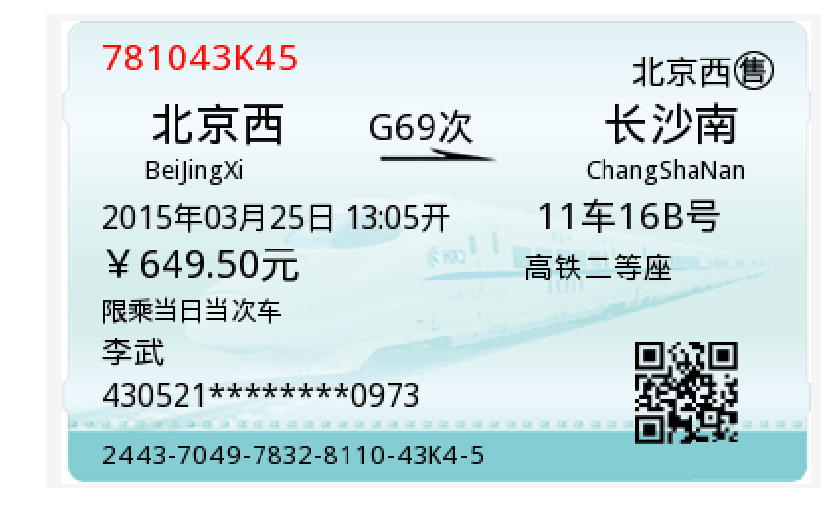 781043K45
北京西售
北京西 G69次 长沙南
BeiJingXi ChangShaNan
2015年03月25日 13:05开 11车16B号
￥649.50元 高铁二等座
限乘当日当次车
李武
430521********0973
2443-7049-7832-8110-43K4-5